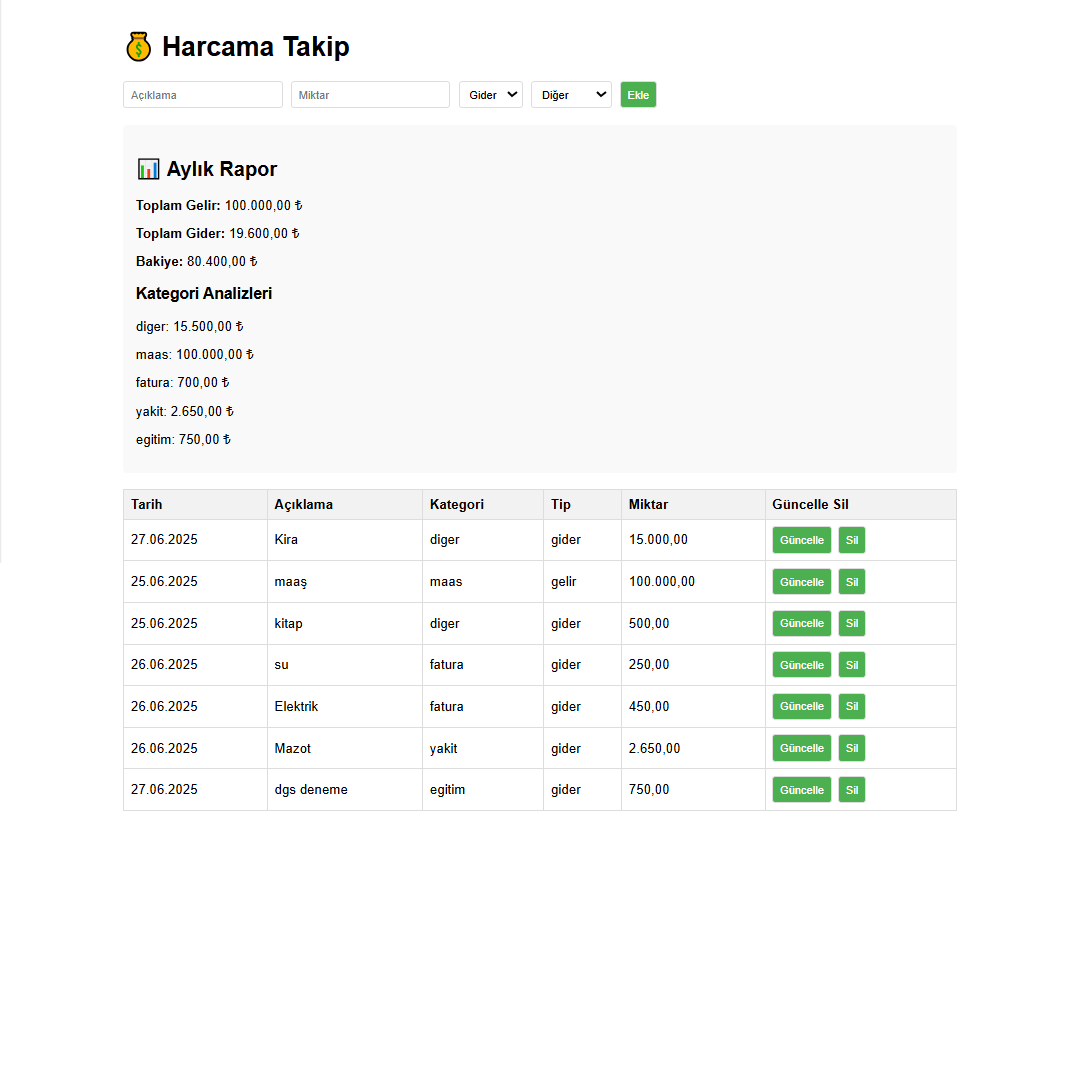 💰 Harcama Takip
Açıklama Miktar Gider Diğer Ekle
📊 Aylık Rapor
Toplam Gelir: 100.000,00 ₺
Toplam Gider: 19.600,00 ₺
Bakiye: 80.400,00 ₺
Kategori Analizleri
diger: 15.500,00 ₺
maas: 100.000,00 ₺
fatura: 700,00 ₺
yakit: 2.650,00 ₺
egitim: 750,00 ₺
Tarih Açıklama Kategori Tip Miktar Güncelle Sil
27.06.2025 Kira diger gider 15.000,00 Güncelle Sil
25.06.2025 maaş maas gelir 100.000,00 Güncelle Sil
25.06.2025 kitap diger gider 500,00 Güncelle Sil
26.06.2025 su fatura gider 250,00 Güncelle Sil
26.06.2025 Elektrik fatura gider 450,00 Güncelle Sil
26.06.2025 Mazot yakit gider 2.650,00 Güncelle Sil
27.06.2025 dgs deneme egitim gider 750,00 Güncelle Sil